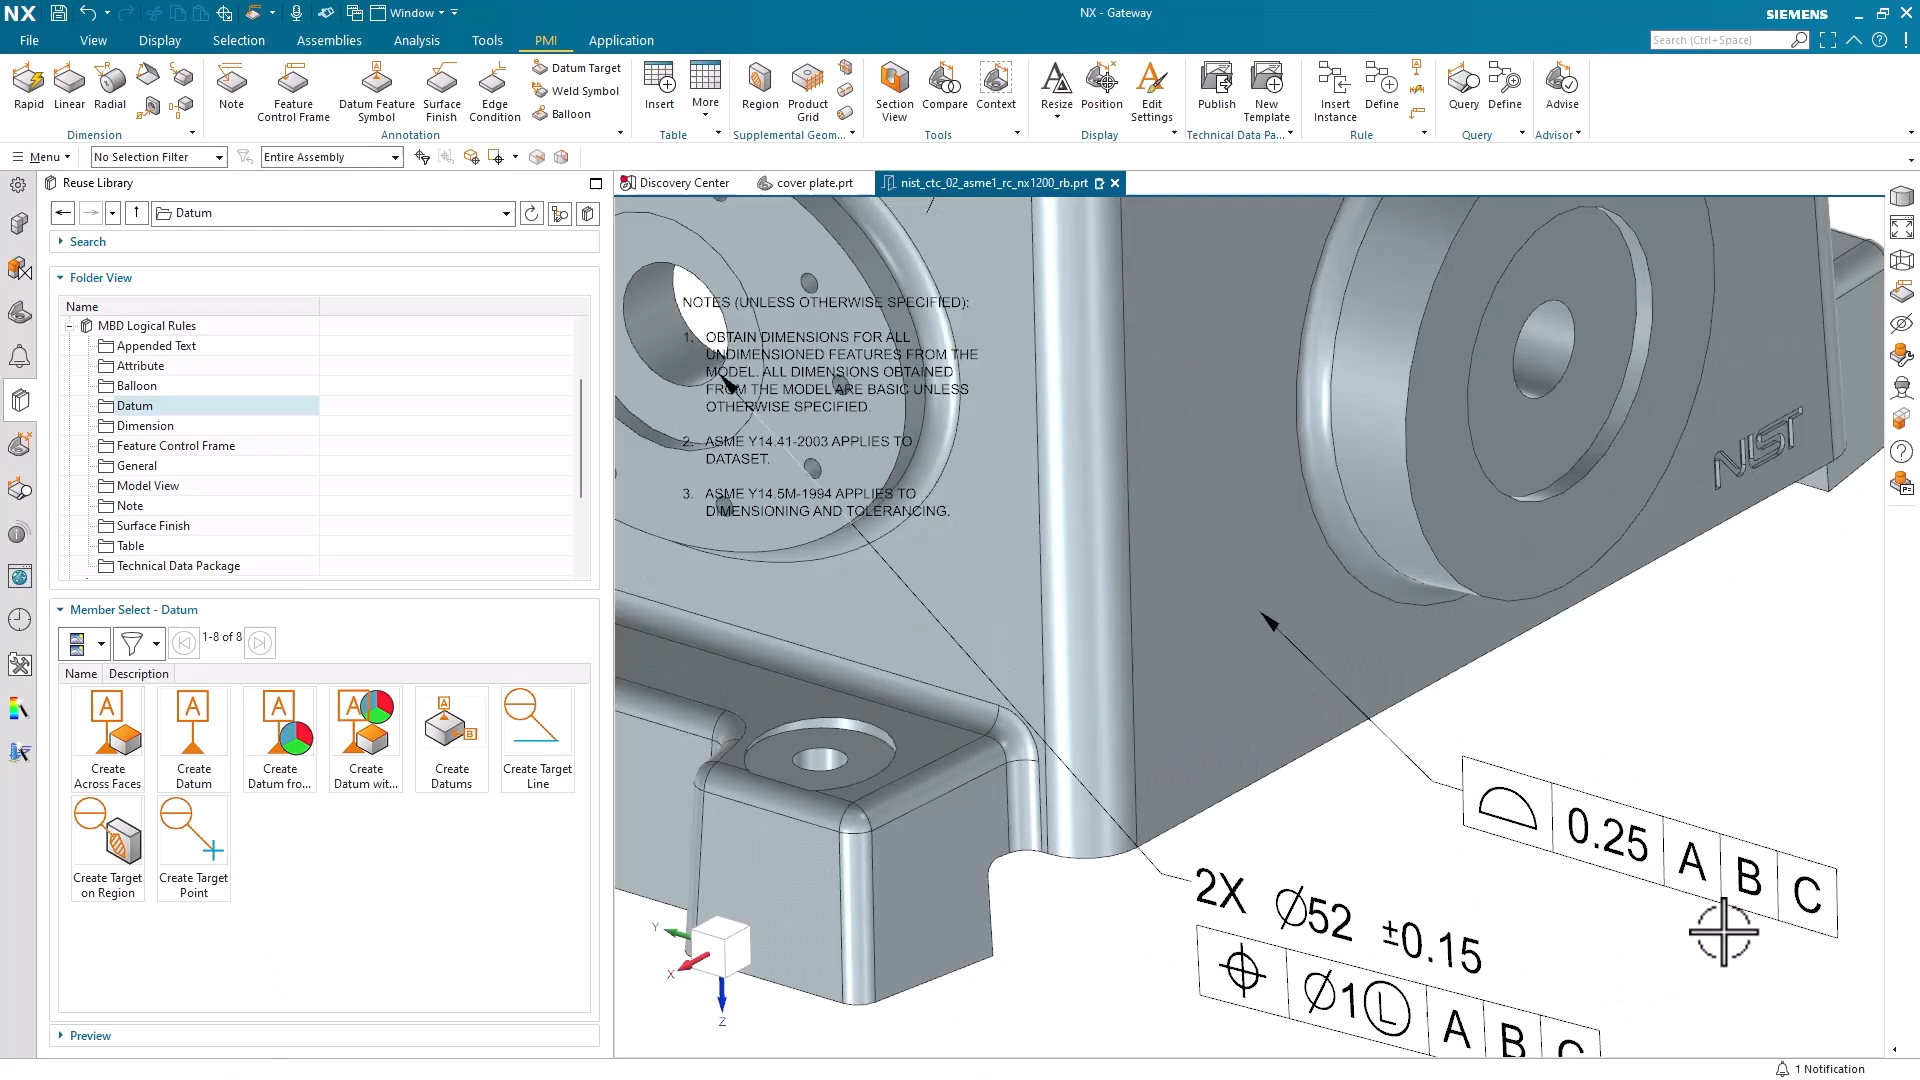 NX
Window
NX - Gateway
SIEMENS
File
View
Display
Selection
Assemblies
Analysis
Tools
PMI
Application
Search (Ctrl+Space)
Rapid
Linear
Radial
Dimension
Note
Feature
Control Frame
Datum Feature
Symbol
Surface
Finish
Edge
Condition
Datum Target
Weld Symbol
Balloon
Annotation
Insert
More
Table
Region
Product
Grid
Supplemental Geom...
Section
View
Compare
Context
Tools
Resize
Position
Edit
Settings
Display
Publish
New
Template
Technical Data Pa...
Insert
Instance
Define
Rule
Query
Define
Query
Advise
Advisor
Menu
No Selection Filter
Entire Assembly
Reuse Library
Discovery Center
cover plate.prt
nist_ctc_02_asme1_rc_nx1200_rb.prt
Datum
Search
Folder View
Name
MBD Logical Rules
Appended Text
Attribute
Balloon
Datum
Dimension
Feature Control Frame
General
Model View
Note
Surface Finish
Table
Technical Data Package
Member Select - Datum
1-8 of 8
Name
Description
Create
Across Faces
Create
Datum
Create
Datum fro...
Create
Datum wit...
Create
Datums
Create Target
Line
Create Target
on Region
Create Target
Point
Preview
NOTES (UNLESS OTHERWISE SPECIFIED):
1. OBTAIN DIMENSIONS FOR ALL
UNDIMENSIONED FEATURES FROM THE
MODEL. ALL DIMENSIONS OBTAINED
FROM THE MODEL ARE BASIC UNLESS
OTHERWISE SPECIFIED.
2. ASME Y14.41-2003 APPLIES TO
DATASET.
3. ASME Y14.5M-1994 APPLIES TO
DIMENSIONING AND TOLERANCING.
NIST
0.25 A B C
2X Ø52 ±0.15
Ø1 Ⓛ A B C
Y
X
Z
1 Notification